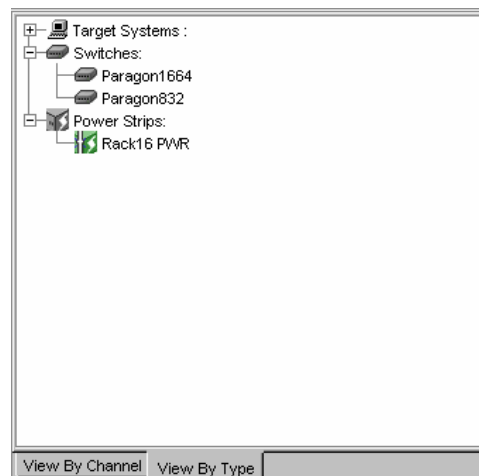 Target Systems :
Switches:
Paragon1664
Paragon832
Power Strips:
Rack16 PWR
View By Channel
View By Type